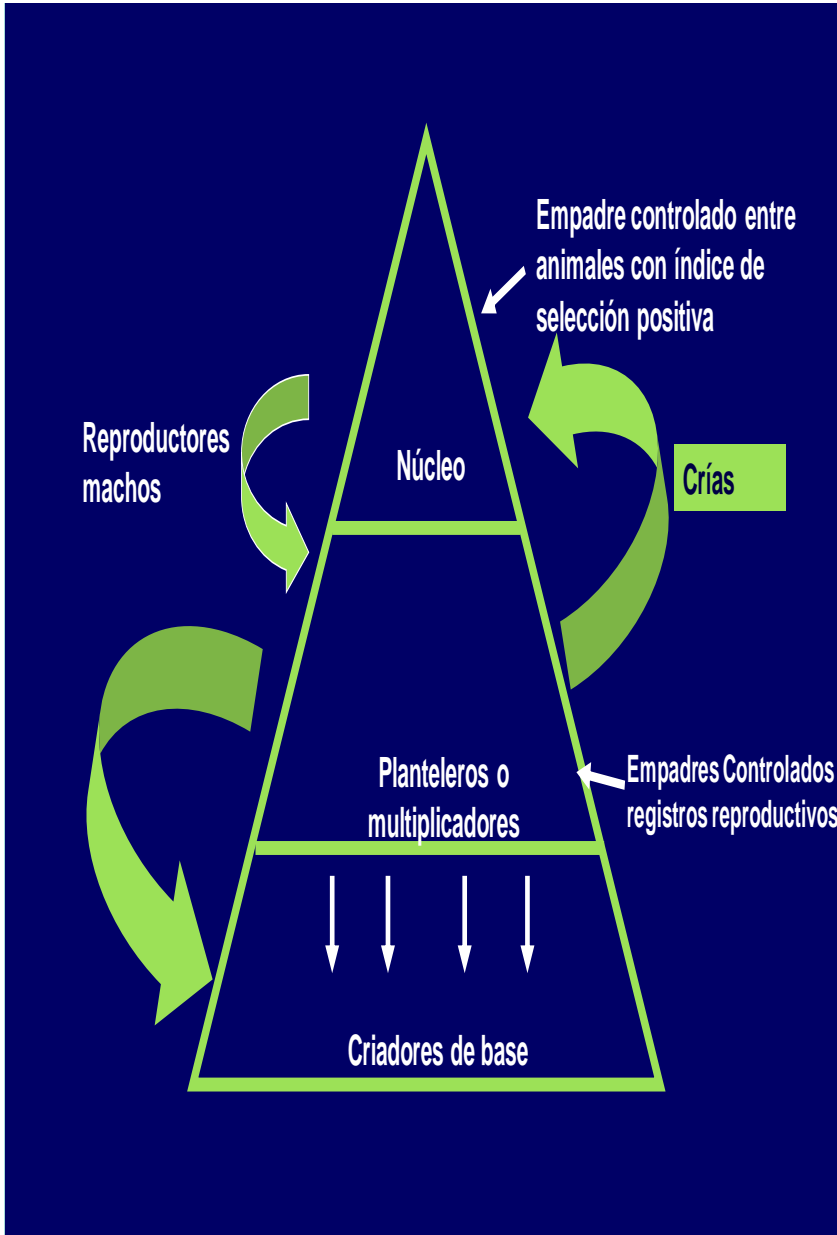 Empadre controlado entre
animales con índice de
selección positiva
Reproductores
machos
Núcleo
Crías
Planteleros o
multiplicadores
Empadres Controlados
registros reproductivos
Criadores de base